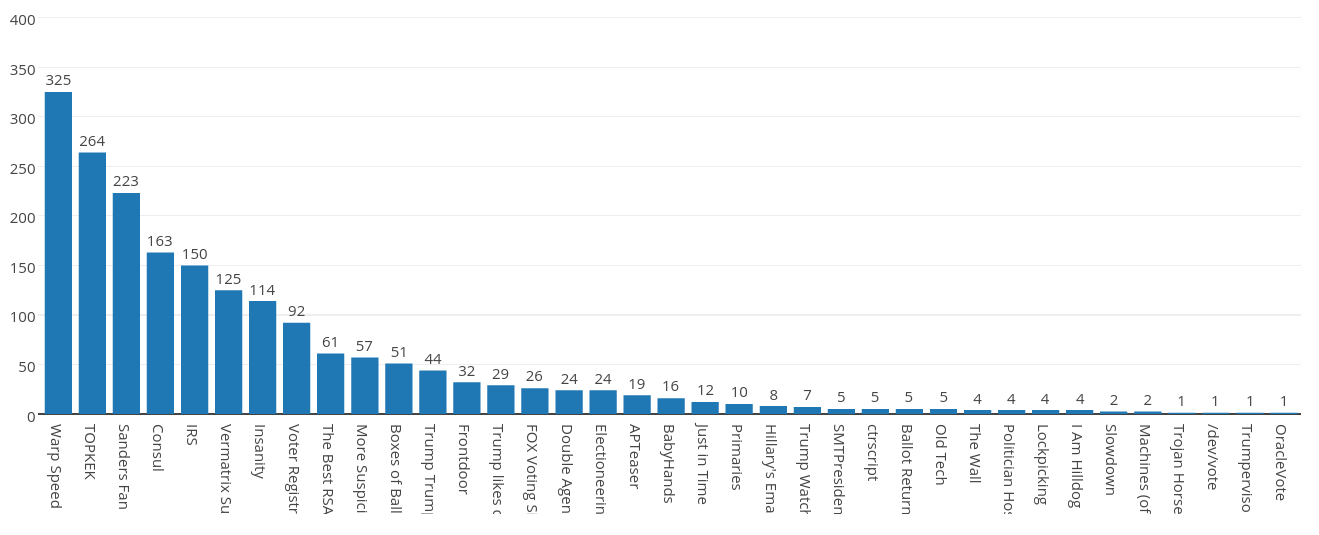 400
350
300
250
200
150
100
50
0
325
264
223
163
150
125
114
92
61
57
51
44
32
29
26
24
24
19
16
12
10
8
7
5
5
5
5
4
4
4
4
2
2
1
1
1
1
Warp Speed
TOPKEK
Sanders Fan
Consul
IRS
Vermatrix Su
Insanity
Voter Registr
The Best RSA
More Suspici
Boxes of Ball
Trump Trump
Frontdoor
Trump likes c
FOX Voting S
Double Agen
Electioneerin
APTeaser
BabyHands
Just in Time
Primaries
Hillary's Ema
Trump Watch
SMTPresiden
ctrscript
Ballot Return
Old Tech
The Wall
Politician Hos
Lockpicking
I Am Hilldog
Slowdown
Machines (of
Trojan Horse
/dev/vote
Trumperviso
OracleVote